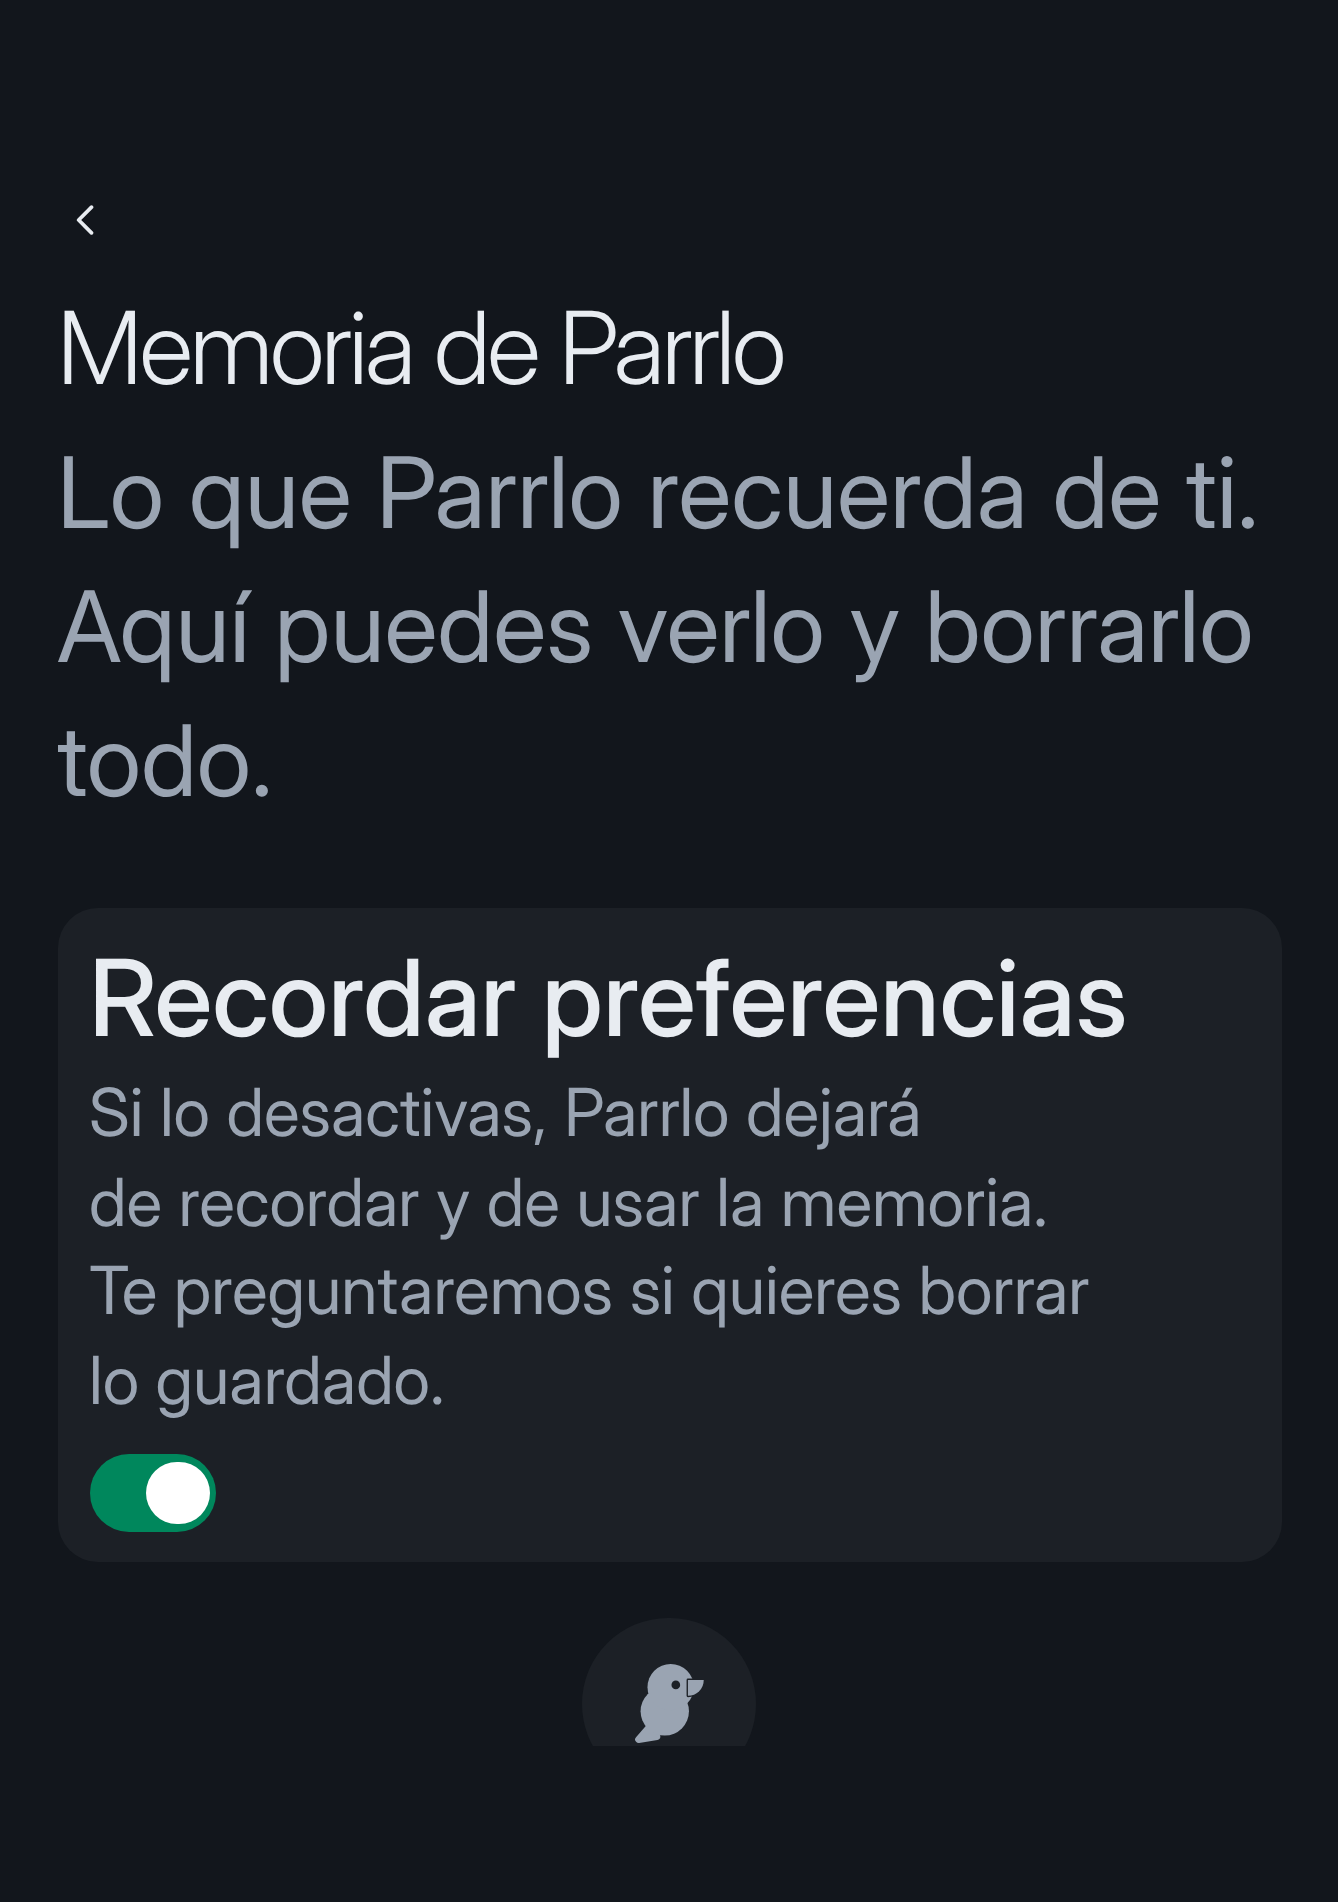 Memoria de Parrlo
Lo que Parrlo recuerda de ti.
Aquí puedes verlo y borrarlo
todo.
Recordar preferencias
Si lo desactivas, Parrlo dejará
de recordar y de usar la memoria.
Te preguntaremos si quieres borrar
lo guardado.